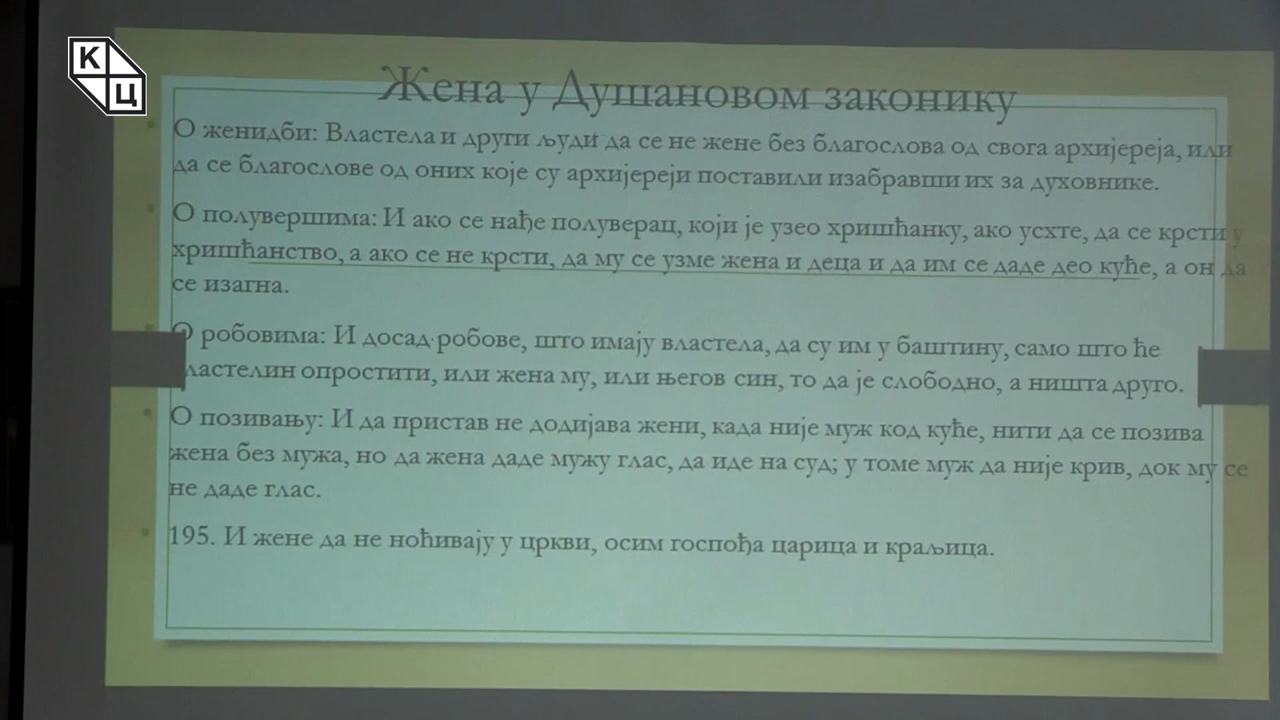 К
Ц
Жена у Душановом законику
О женидби: Властела и други људи да се не жене без благослова од свога архијереја, или
да се благослове од оних које су архијереји поставили изабравши их за духовнике.
О полувершима: И ако се нађе полуверац, који је узео хришћанку, ако усхте, да се крсти у
хришћанство, а ако се не крсти, да му се узме жена и деца и да им се даде део куће, а он да
се изагна.
О робовима: И досад робове, што имају властела, да су им у баштину, само што ће
ластелин опростити, или жена му, или његов син, то да је слободно, а ништа друго.
О позивању: И да пристав не додијава жени, када није муж код куће, нити да се позива
жена без мужа, но да жена даде мужу глас, да иде на суд; у томе муж да није крив, док му се
не даде глас.
195. И жене да не ноћивају у цркви, осим госпођа царица и краљица.